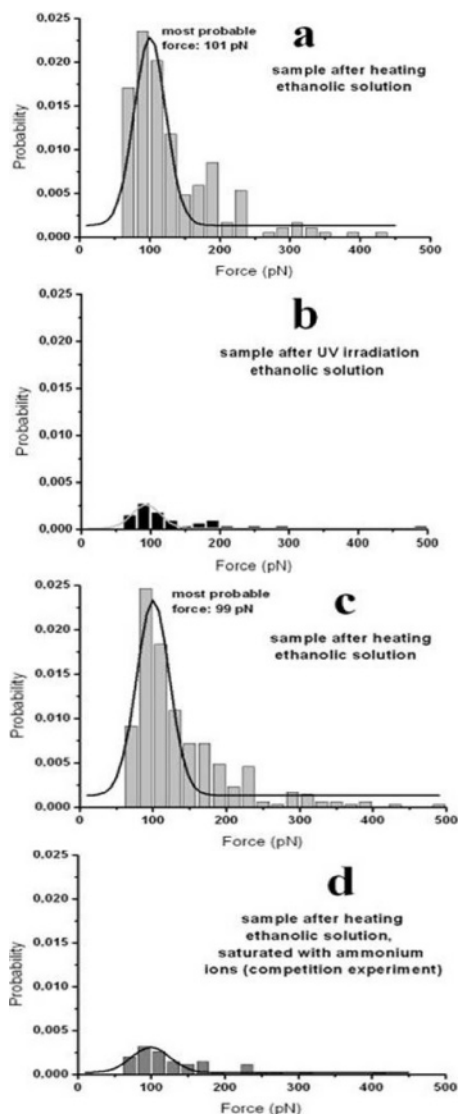 0,025
0,020
0,015
0,010
0,005
0,000
Probability
most probable
force: 101 pN
a
sample after heating
ethanolic solution
0 100 200 300 400 500
Force (pN)
0,025
0,020
0,015
0,010
0,005
0,000
Probability
b
sample after UV irradiation
ethanolic solution
0 100 200 300 400 500
Force (pN)
0,025
0,020
0,015
0,010
0,005
0,000
Probability
most probable
force: 99 pN
c
sample after heating
ethanolic solution
0 100 200 300 400 500
Force (pN)
0,025
0,020
0,015
0,010
0,005
0,000
Probability
d
sample after heating
ethanolic solution,
saturated with ammonium
ions (competition experiment)
0 100 200 300 400 500
Force (pN)